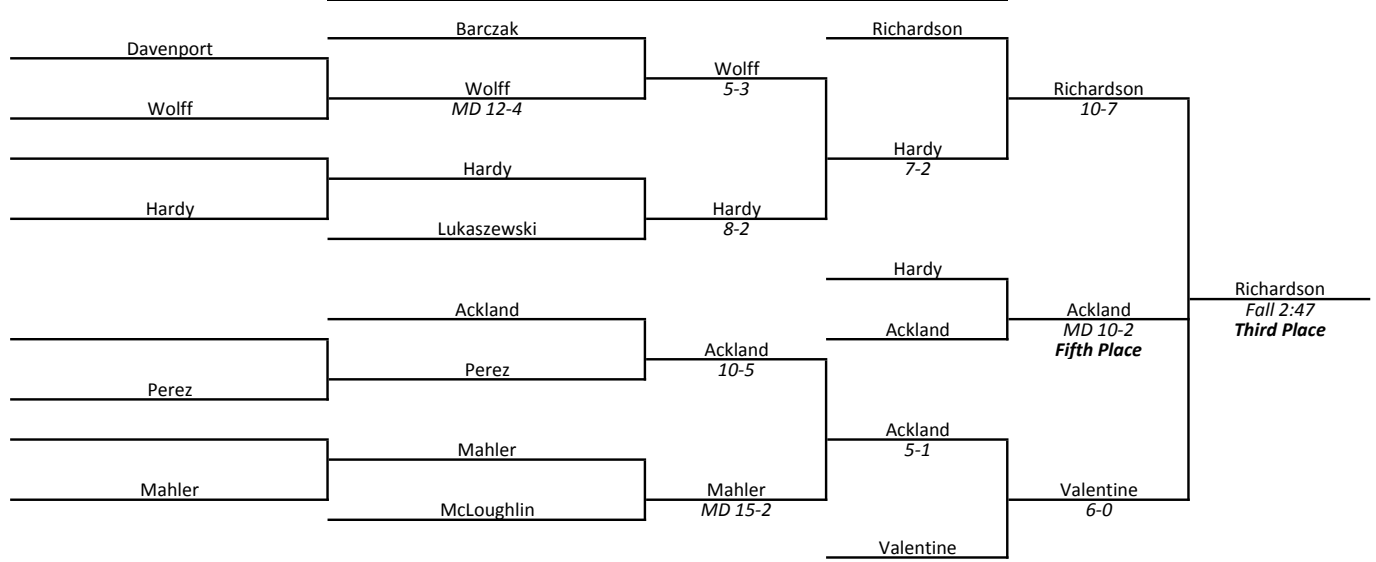 Barczak
Richardson
Davenport
Wolff
5-3
Wolff
MD 12-4
Richardson
10-7
Wolff
Hardy
7-2
Hardy
Hardy
Hardy
8-2
Lukaszewski
Hardy
Richardson
Fall 2:47
Third Place
Ackland
Ackland
MD 10-2
Fifth Place
Ackland
Ackland
10-5
Perez
Perez
Ackland
5-1
Mahler
Mahler
Mahler
MD 15-2
Valentine
6-0
McLoughlin
Valentine